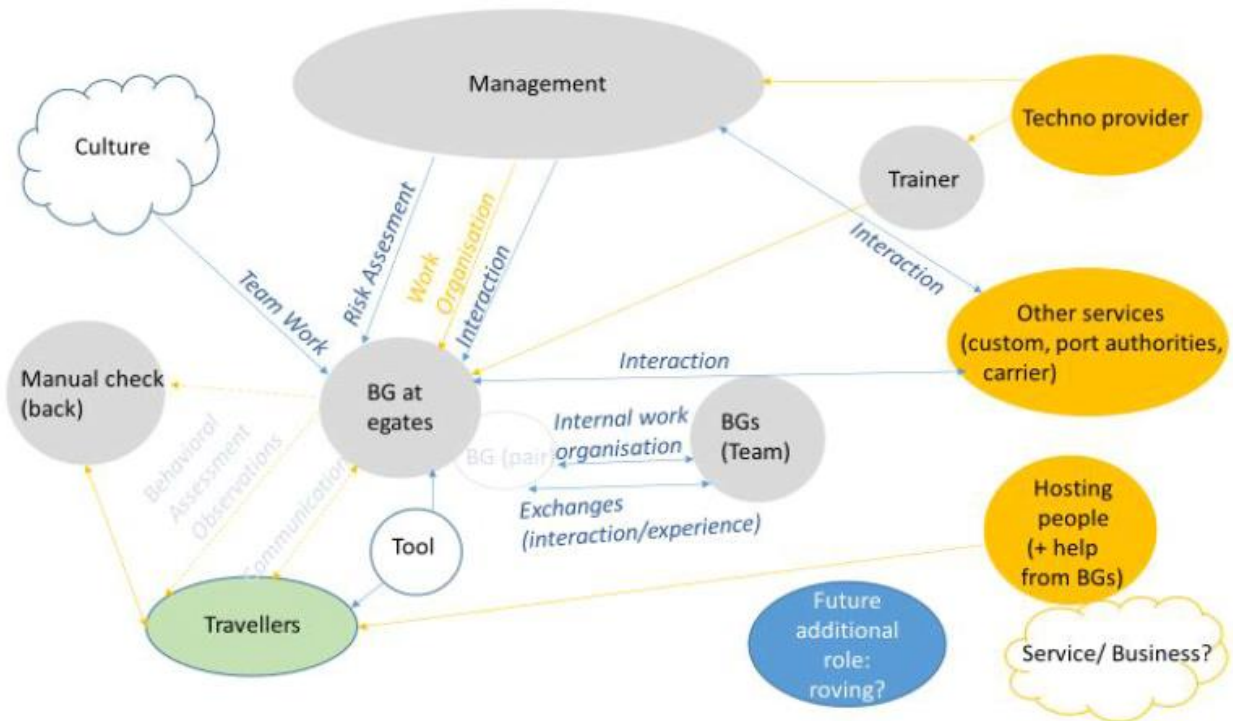 Management
Techno provider
Culture
Trainer
Risk Assesment
Work
Organisation
Interaction
Interaction
Team Work
Other services
(custom, port authorities,
carrier)
Interaction
Manual check
(back)
BG at
egates
BG (pair)
Internal work
organisation
BGs
(Team)
Behavioral
Assessment
Observations
Communication
Exchanges
(interaction/experience)
Tool
Hosting
people
(+ help
from BGs)
Travellers
Future
additional
role:
roving?
Service/ Business?